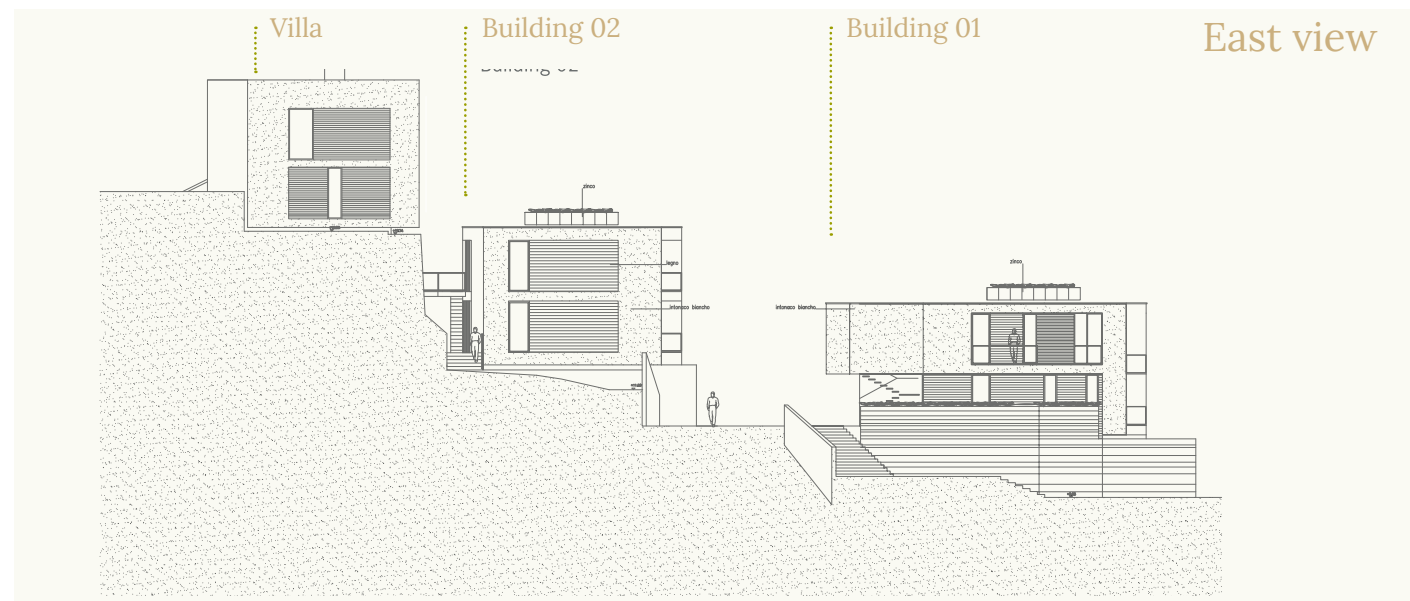 Villa
Building 02
Building 01
East view
Building 02
zinco
legno
intonaco bianco
zinco
intonaco bianco